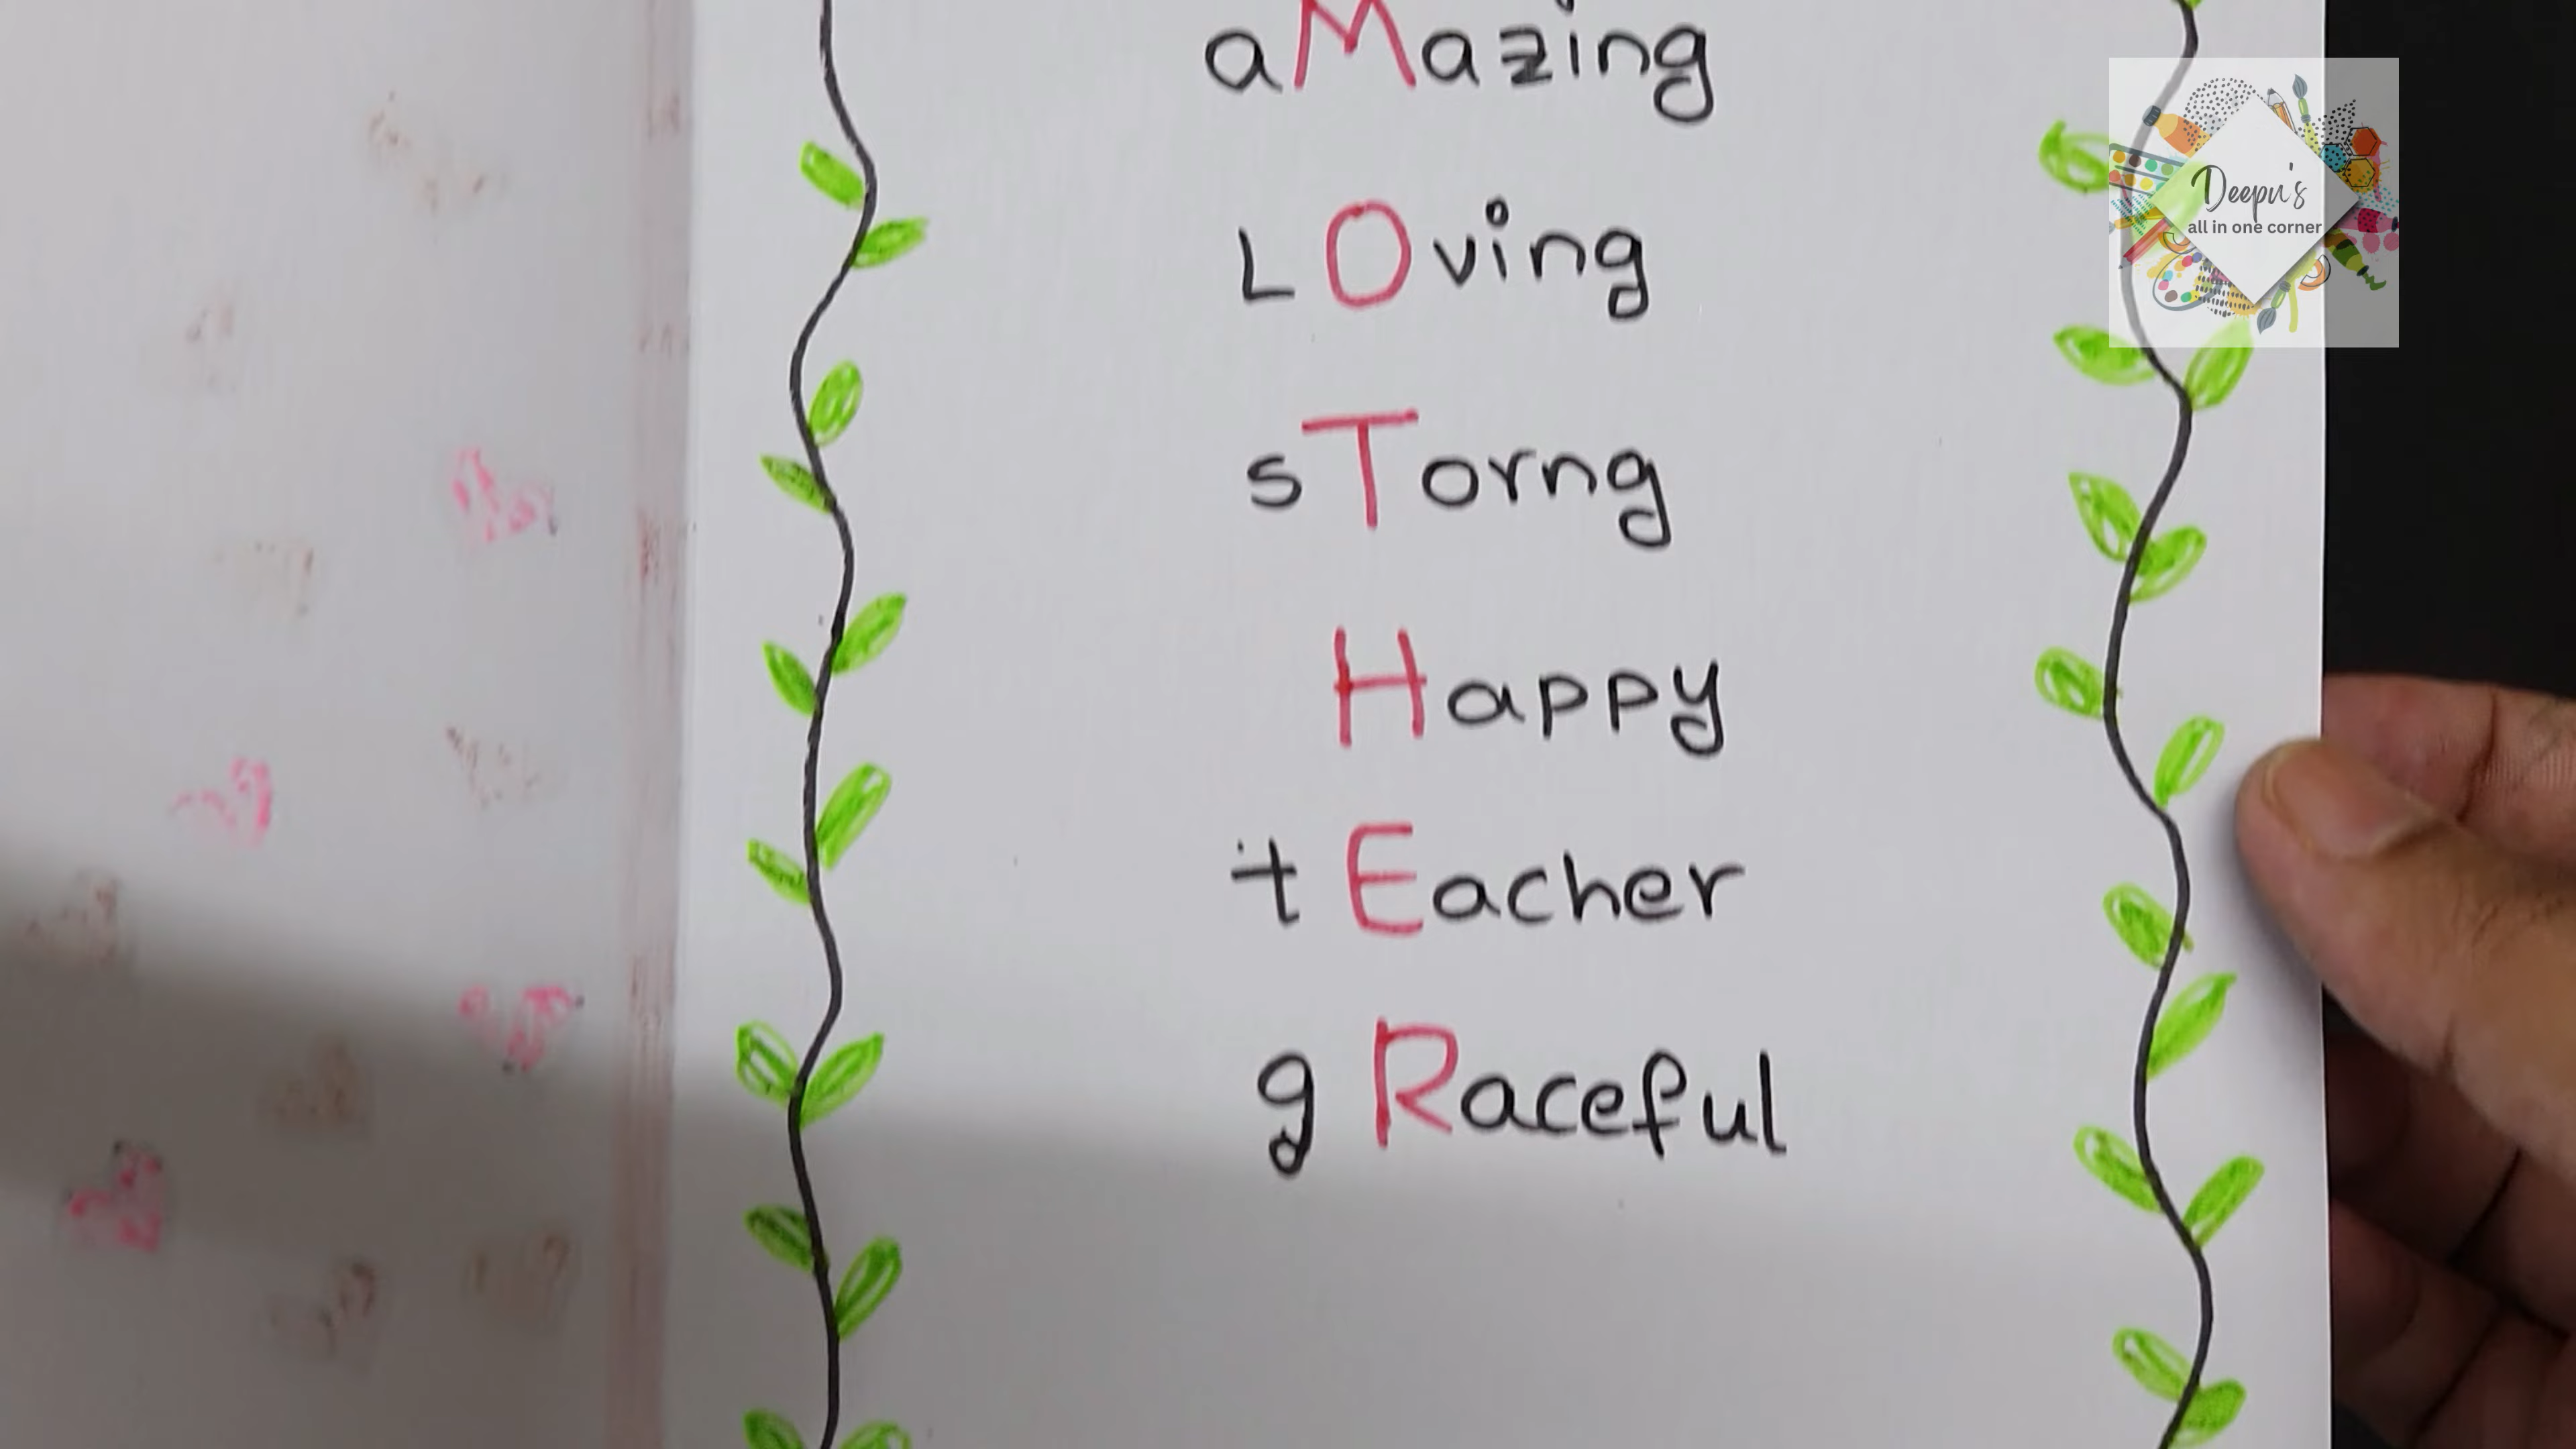 aMazing
LOving
sTorng
Happy
tEacher
gRaceful
Deepu's
all in one corner